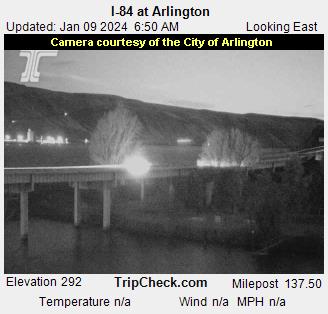 I-84 at Arlington
Updated: Jan 09 2024 6:50 AM Looking East
Camera courtesy of the City of Arlington
Elevation 292 TripCheck.com Milepost 137.50
Temperature n/a Wind n/a MPH n/a